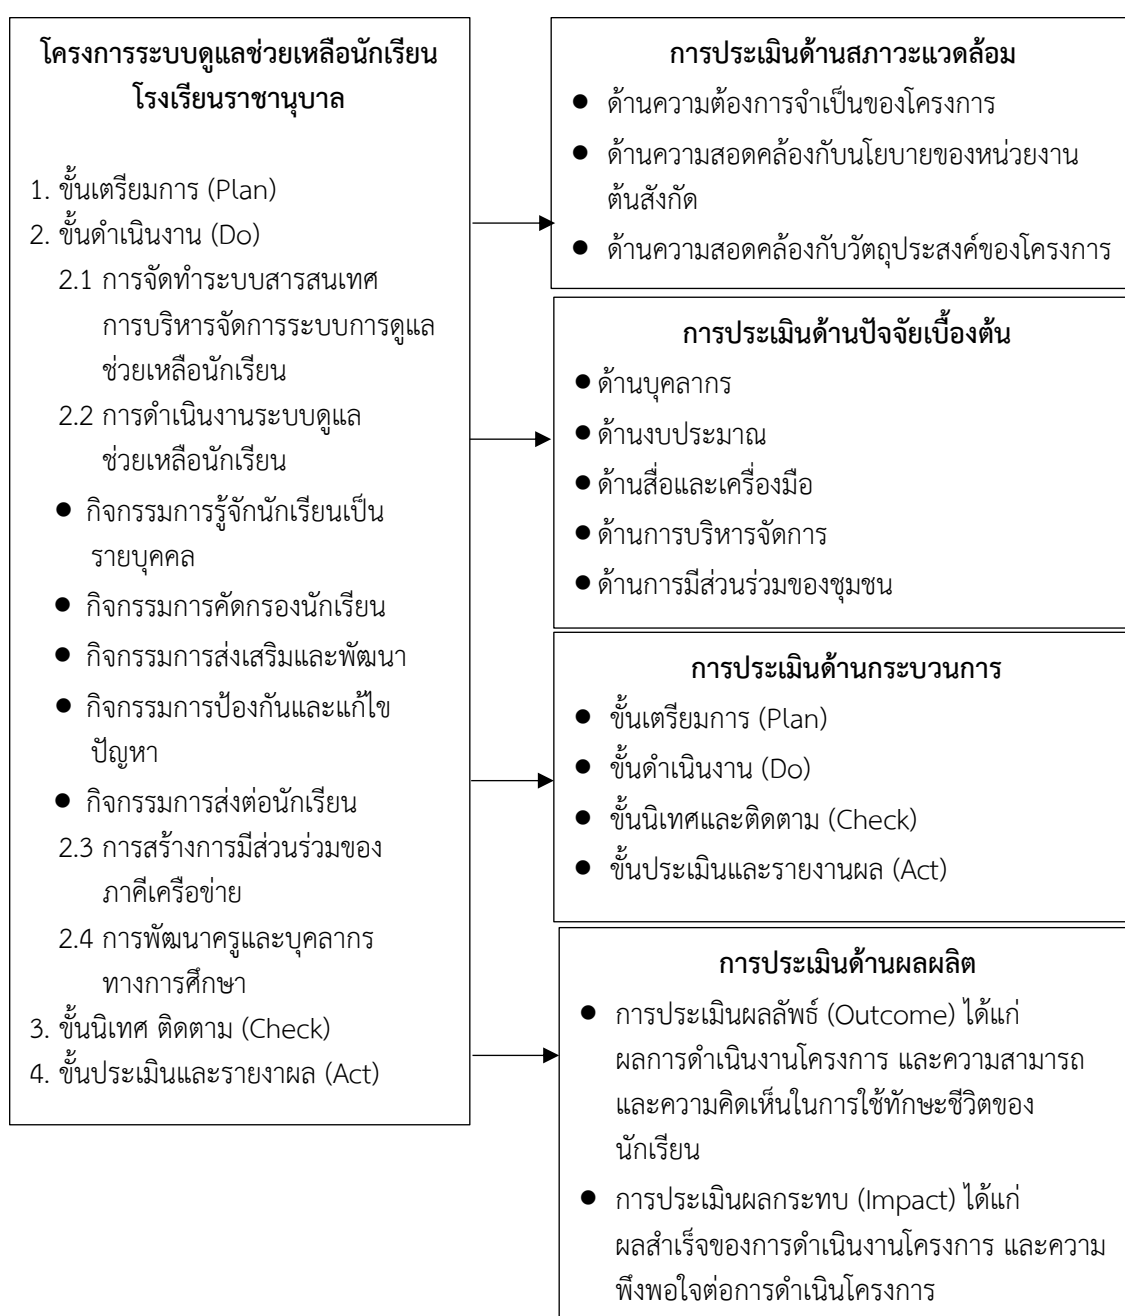 โครงการระบบดูแลช่วยเหลือนักเรียน
โรงเรียนราชานุบาล
1. ขั้นเตรียมการ (Plan)
2. ขั้นดำเนินงาน (Do)
2.1 การจัดทำระบบสารสนเทศ
การบริหารจัดการระบบการดูแล
ช่วยเหลือนักเรียน
2.2 การดำเนินงานระบบดูแล
ช่วยเหลือนักเรียน
● กิจกรรมการรู้จักนักเรียนเป็น
รายบุคคล
● กิจกรรมการคัดกรองนักเรียน
● กิจกรรมการส่งเสริมและพัฒนา
● กิจกรรมการป้องกันและแก้ไข
ปัญหา
● กิจกรรมการส่งต่อนักเรียน
2.3 การสร้างการมีส่วนร่วมของ
ภาคีเครือข่าย
2.4 การพัฒนาครูและบุคลากร
ทางการศึกษา
3. ขั้นนิเทศ ติดตาม (Check)
4. ขั้นประเมินและรายงาผล (Act)
การประเมินด้านสภาวะแวดล้อม
● ด้านความต้องการจำเป็นของโครงการ
● ด้านความสอดคล้องกับนโยบายของหน่วยงาน
ต้นสังกัด
● ด้านความสอดคล้องกับวัตถุประสงค์ของโครงการ
การประเมินด้านปัจจัยเบื้องต้น
● ด้านบุคลากร
● ด้านงบประมาณ
● ด้านสื่อและเครื่องมือ
● ด้านการบริหารจัดการ
● ด้านการมีส่วนร่วมของชุมชน
การประเมินด้านกระบวนการ
● ขั้นเตรียมการ (Plan)
● ขั้นดำเนินงาน (Do)
● ขั้นนิเทศและติดตาม (Check)
● ขั้นประเมินและรายงานผล (Act)
การประเมินด้านผลผลิต
● การประเมินผลลัพธ์ (Outcome) ได้แก่
ผลการดำเนินงานโครงการ และความสามารถ
และความคิดเห็นในการใช้ทักษะชีวิตของ
นักเรียน
● การประเมินผลกระทบ (Impact) ได้แก่
ผลสำเร็จของการดำเนินงานโครงการ และความ
พึงพอใจต่อการดำเนินโครงการ